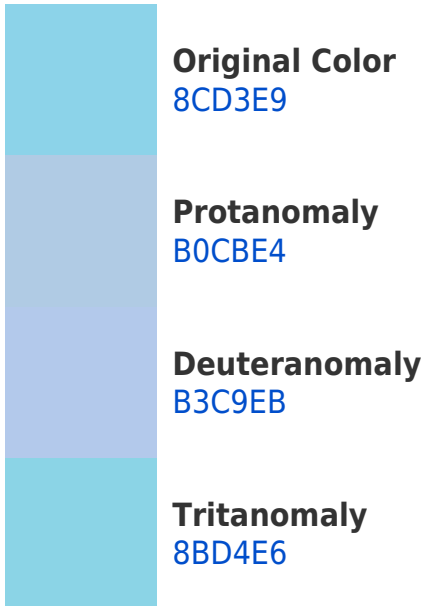 Original Color
8CD3E9
Protanomaly
B0CBE4
Deuteranomaly
B3C9EB
Tritanomaly
8BD4E6